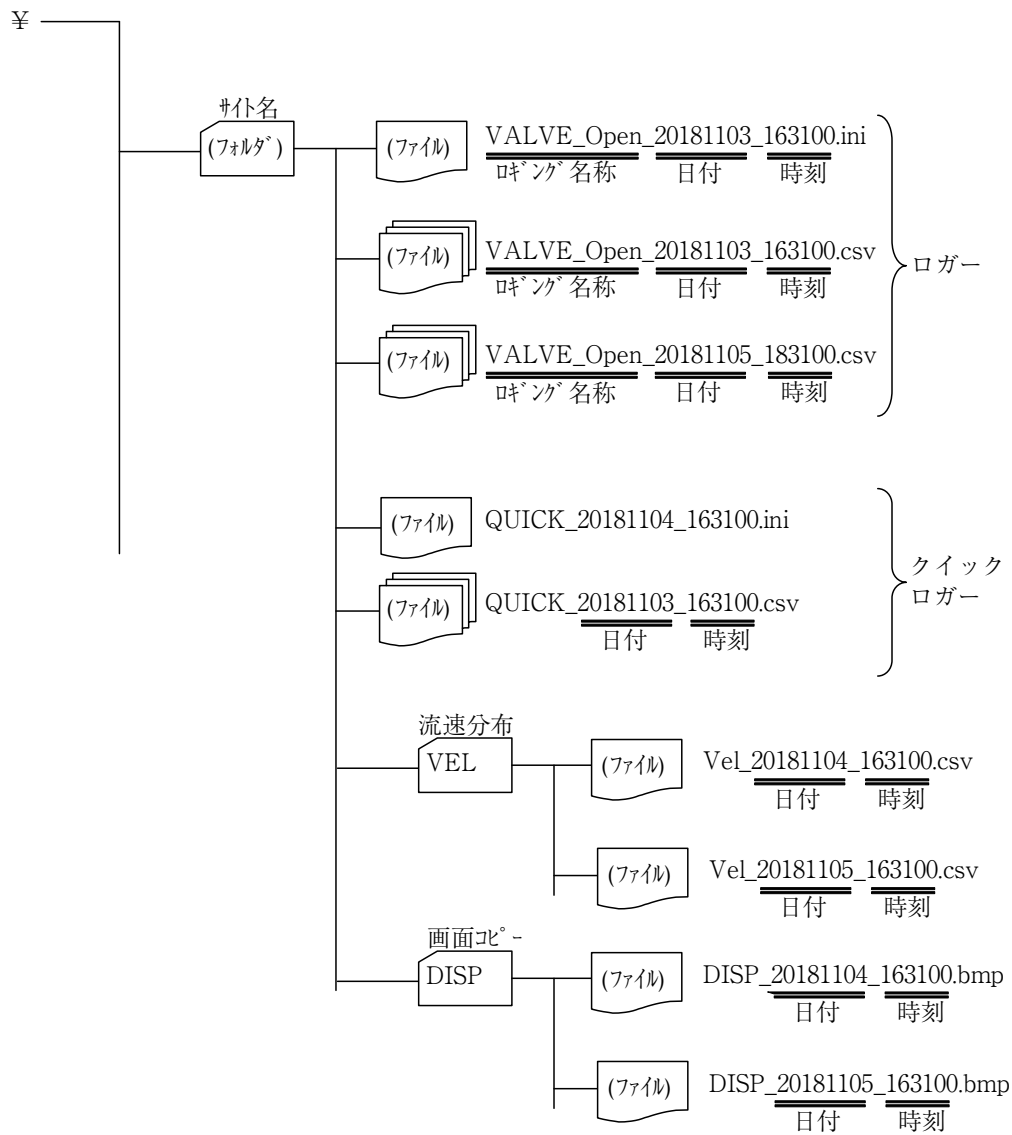 ¥
ｻｲﾄ名
(ﾌｫﾙﾀﾞ)
(ﾌｧｲﾙ)
VALVE_Open_20181103_163100.ini
ﾛｷﾞﾝｸﾞ名称 日付 時刻
(ﾌｧｲﾙ)
VALVE_Open_20181103_163100.csv
ﾛｷﾞﾝｸﾞ名称 日付 時刻
(ﾌｧｲﾙ)
VALVE_Open_20181105_183100.csv
ﾛｷﾞﾝｸﾞ名称 日付 時刻
ロガー
(ﾌｧｲﾙ)
QUICK_20181104_163100.ini
(ﾌｧｲﾙ)
QUICK_20181103_163100.csv
日付 時刻
クイック
ロガー
流速分布
VEL
(ﾌｧｲﾙ)
Vel_20181104_163100.csv
日付 時刻
(ﾌｧｲﾙ)
Vel_20181105_163100.csv
日付 時刻
画面ｺﾋﾟｰ
DISP
(ﾌｧｲﾙ)
DISP_20181104_163100.bmp
日付 時刻
(ﾌｧｲﾙ)
DISP_20181105_163100.bmp
日付 時刻